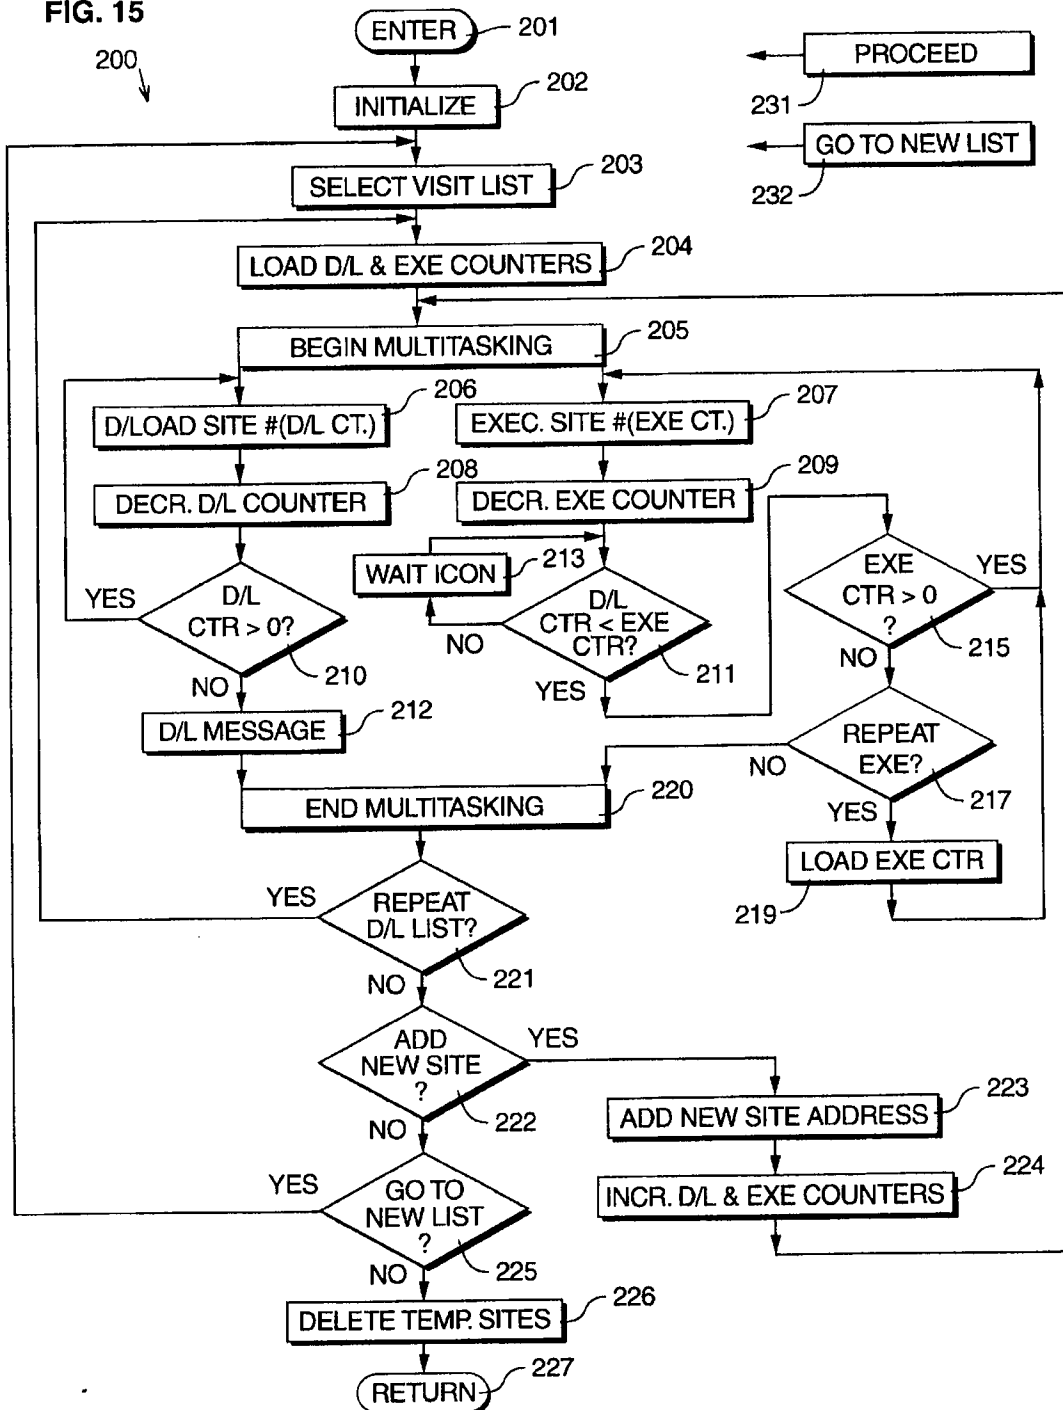 FIG. 15
200
ENTER
201
INITIALIZE
202
SELECT VISIT LIST
203
LOAD D/L & EXE COUNTERS
204
BEGIN MULTITASKING
205
D/LOAD SITE #(D/L CT.)
206
EXEC. SITE #(EXE CT.)
207
DECR. D/L COUNTER
208
DECR. EXE COUNTER
209
WAIT ICON
213
YES
D/L
CTR > 0?
210
NO
NO
D/L
CTR < EXE
CTR?
211
YES
EXE
CTR > 0
?
YES
215
NO
D/L MESSAGE
212
REPEAT
EXE?
NO
217
YES
END MULTITASKING
220
LOAD EXE CTR
219
YES
REPEAT
D/L LIST?
221
NO
ADD
NEW SITE
?
YES
222
NO
ADD NEW SITE ADDRESS
223
INCR. D/L & EXE COUNTERS
224
YES
GO TO
NEW LIST
?
225
NO
DELETE TEMP. SITES
226
RETURN
227
PROCEED
231
GO TO NEW LIST
232